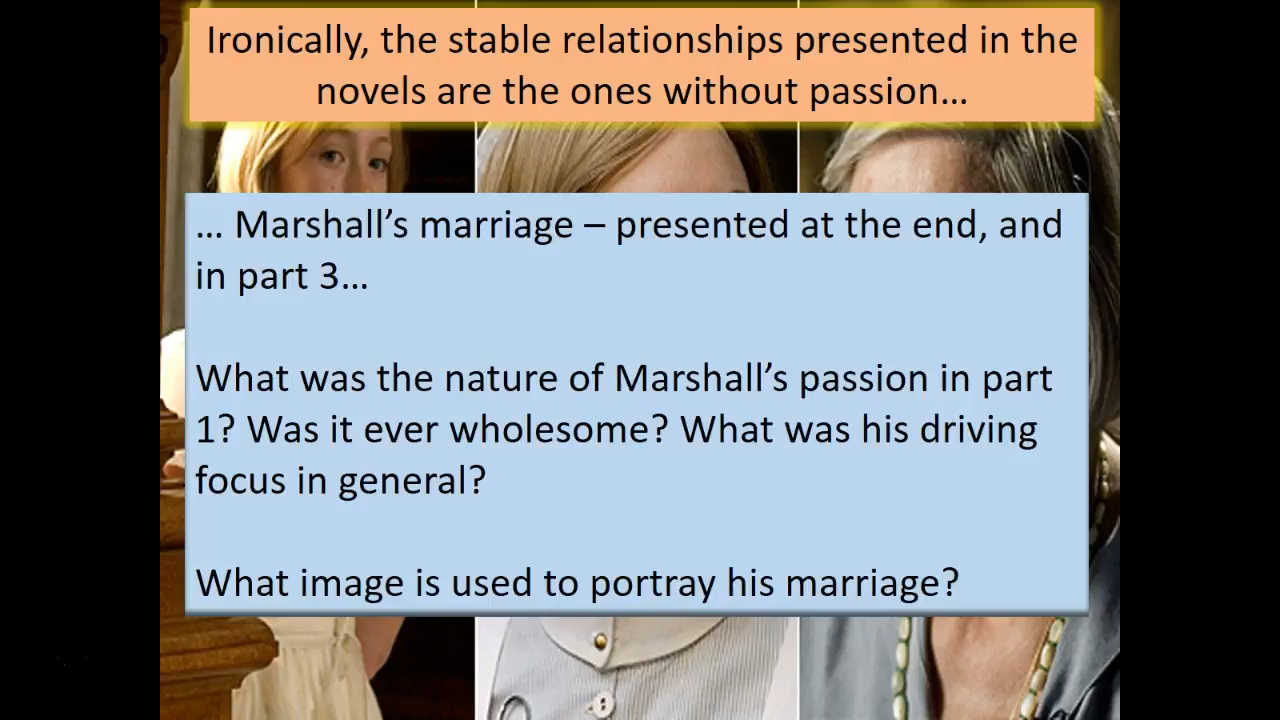 Ironically, the stable relationships presented in the
novels are the ones without passion…
… Marshall’s marriage – presented at the end, and
in part 3…
What was the nature of Marshall’s passion in part
1? Was it ever wholesome? What was his driving
focus in general?
What image is used to portray his marriage?